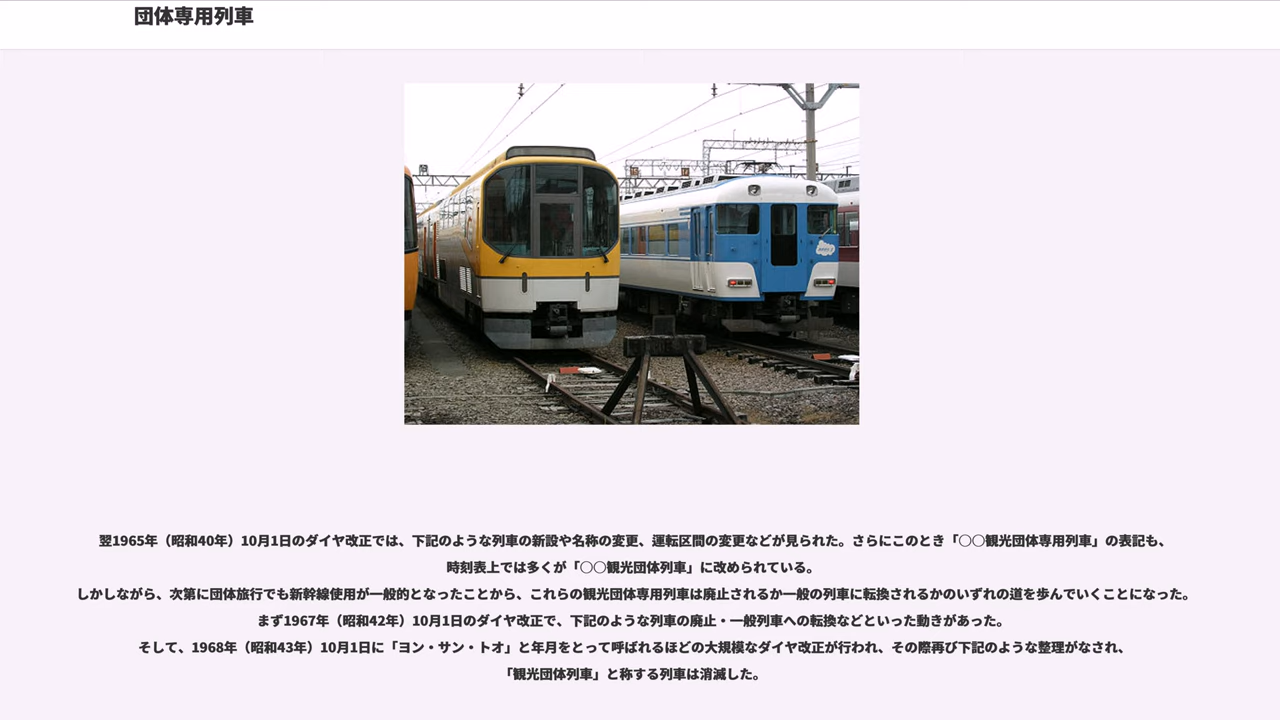 団体専用列車
翌1965年（昭和40年）10月1日のダイヤ改正では、下記のような列車の新設や名称の変更、運転区間の変更などが見られた。さらにこのとき「○○観光団体専用列車」の表記も、
時刻表上では多くが「○○観光団体列車」に改められている。
しかしながら、次第に団体旅行でも新幹線使用が一般的となったことから、これらの観光団体専用列車は廃止されるか一般の列車に転換されるかのいずれの道を歩んでいくことになった。
まず1967年（昭和42年）10月1日のダイヤ改正で、下記のような列車の廃止・一般列車への転換などといった動きがあった。
そして、1968年（昭和43年）10月1日に「ヨン・サン・トオ」と年月をとって呼ばれるほどの大規模なダイヤ改正が行われ、その際再び下記のような整理がなされ、
「観光団体列車」と称する列車は消滅した。